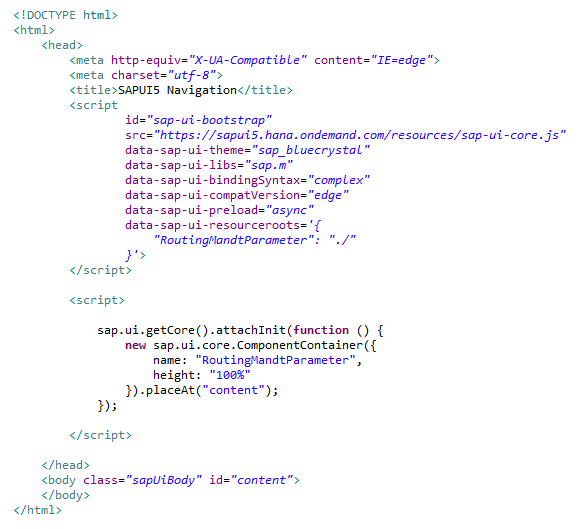 <!DOCTYPE html>
<html>
    <head>
        <meta http-equiv="X-UA-Compatible" content="IE=edge">
        <meta charset="utf-8">
        <title>SAPUI5 Navigation</title>
        <script
                id="sap-ui-bootstrap"
                src="https://sapui5.hana.ondemand.com/resources/sap-ui-core.js"
                data-sap-ui-theme="sap_bluecrystal"
                data-sap-ui-libs="sap.m"
                data-sap-ui-bindingSyntax="complex"
                data-sap-ui-compatVersion="edge"
                data-sap-ui-preload="async"
                data-sap-ui-resourceroots='{
                    "RoutingMandtParameter": "./"
                }'>
        </script>
        <script>
            sap.ui.getCore().attachInit(function () {
                new sap.ui.core.ComponentContainer({
                    name: "RoutingMandtParameter",
                    height: "100%"
                }).placeAt("content");
            });
        </script>
    </head>
    <body class="sapUiBody" id="content">
    </body>
</html>